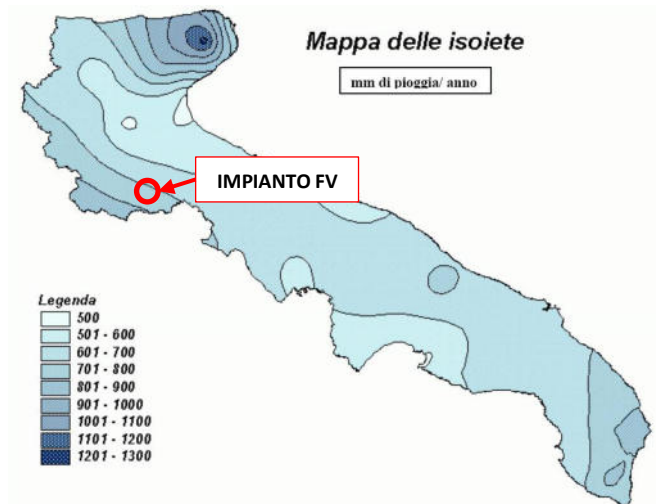 Mappa delle isoiete
mm di pioggia/ anno
IMPIANTO FV
Legenda
500
501 - 600
601 - 700
701 - 800
801 - 900
901 - 1000
1001 - 1100
1101 - 1200
1201 - 1300